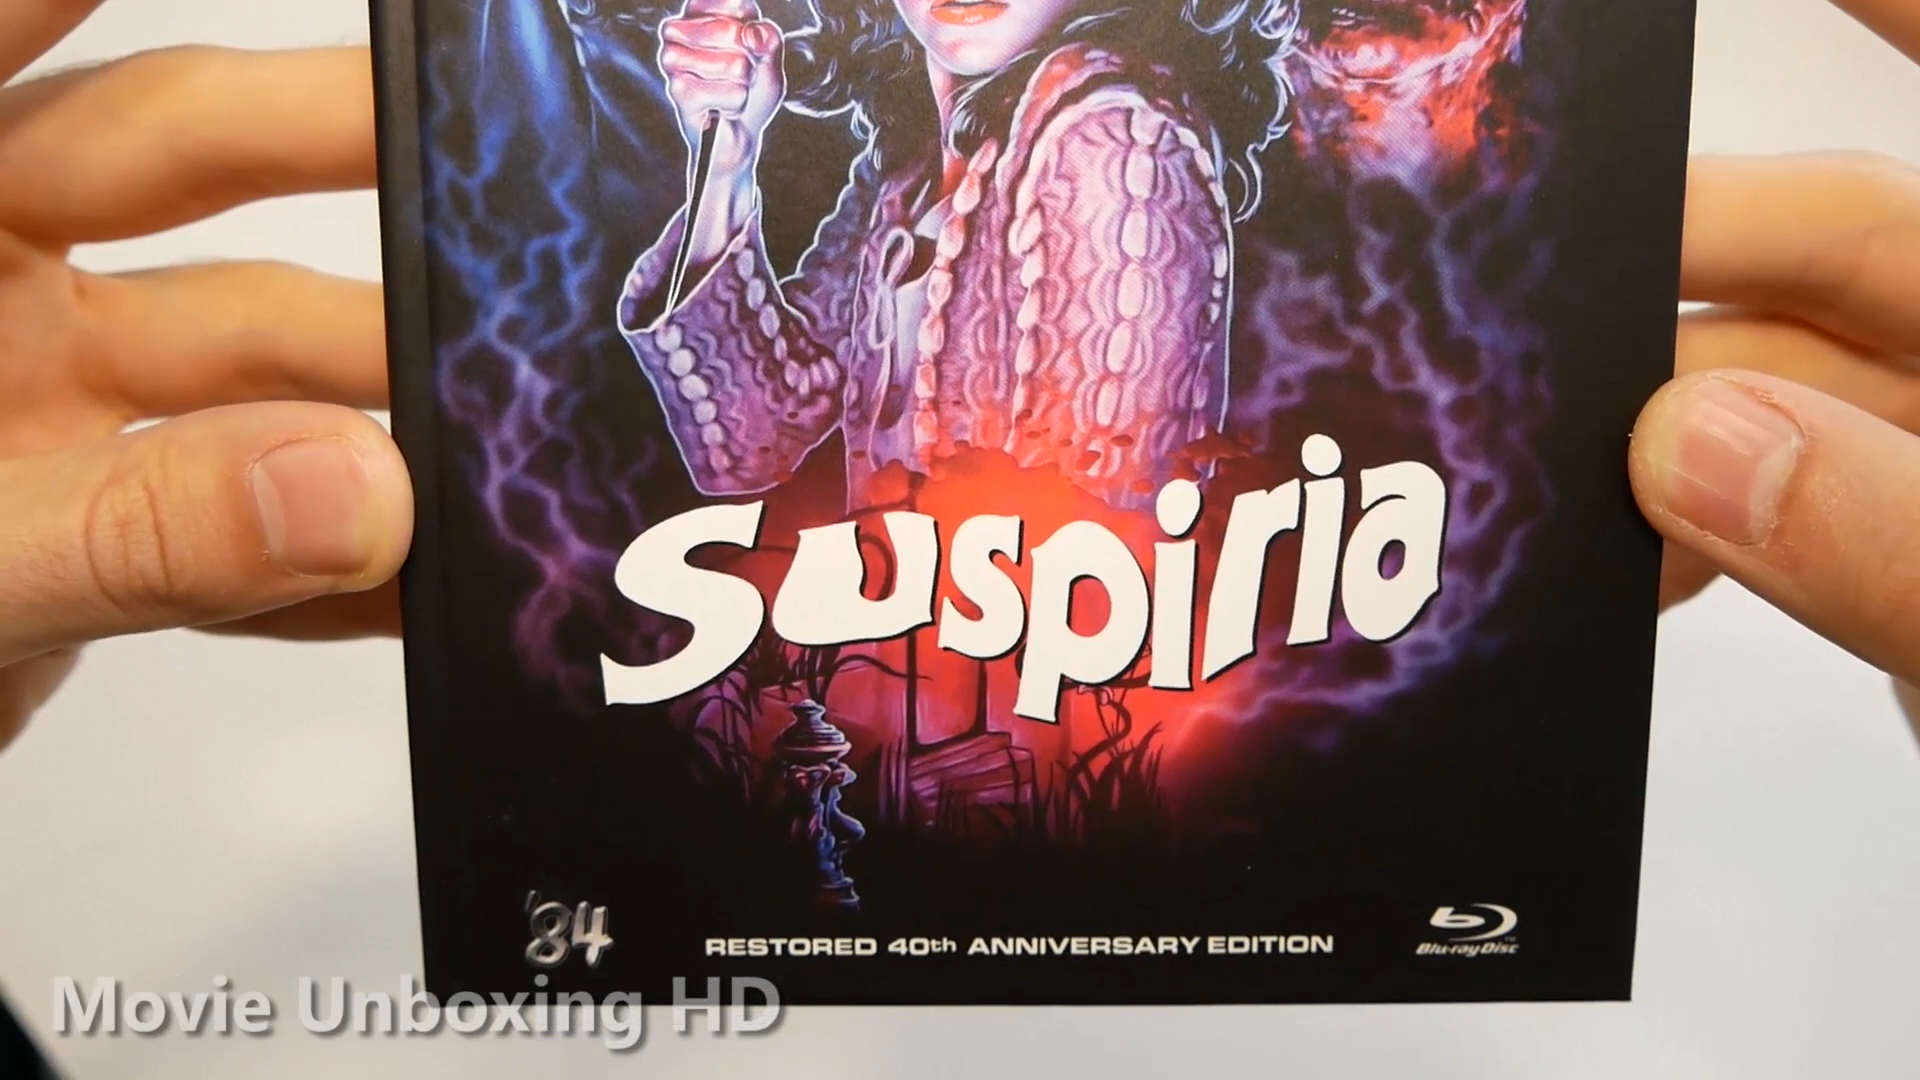 Suspiria
'84
RESTORED 40th ANNIVERSARY EDITION
Blu-ray Disc
Movie Unboxing HD